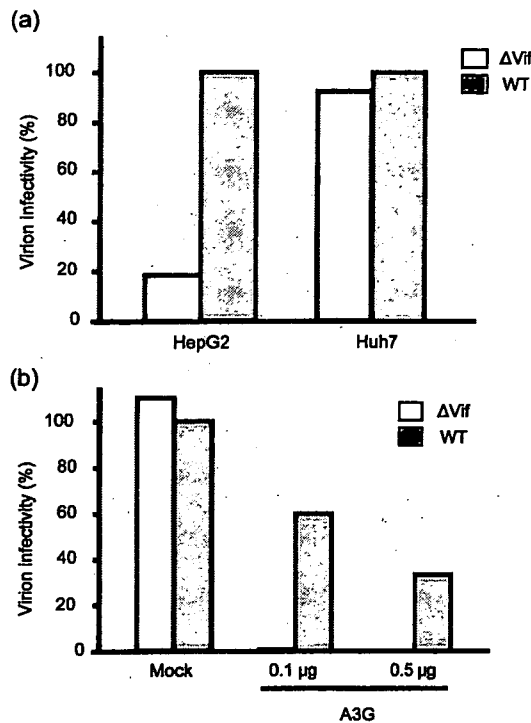 (a)
ΔVif
WT
100
80
60
40
20
0
Virion infectivity (%)
HepG2 Huh7
(b)
ΔVif
WT
100
80
60
40
20
0
Virion infectivity (%)
Mock 0.1 µg 0.5 µg
A3G